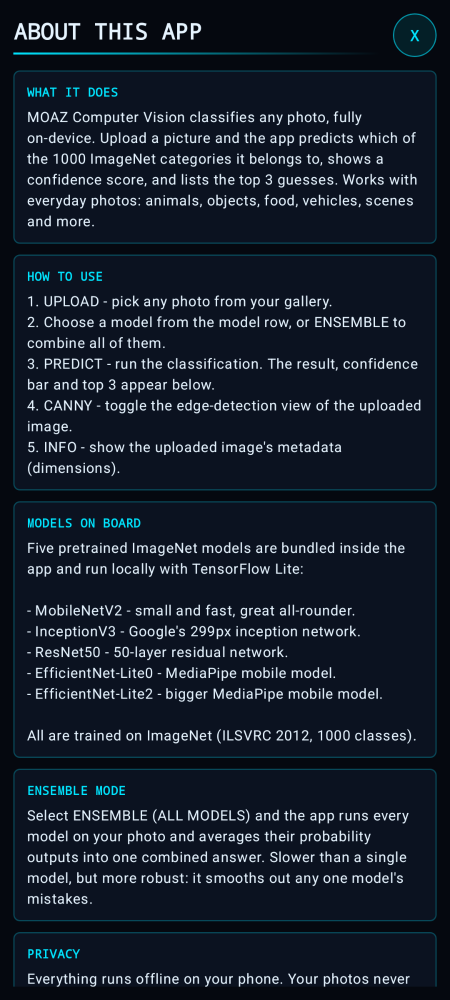 ABOUT THIS APP
X
WHAT IT DOES
MOAZ Computer Vision classifies any photo, fully
on-device. Upload a picture and the app predicts which of
the 1000 ImageNet categories it belongs to, shows a
confidence score, and lists the top 3 guesses. Works with
everyday photos: animals, objects, food, vehicles, scenes
and more.
HOW TO USE
1. UPLOAD - pick any photo from your gallery.
2. Choose a model from the model row, or ENSEMBLE to
combine all of them.
3. PREDICT - run the classification. The result, confidence
bar and top 3 appear below.
4. CANNY - toggle the edge-detection view of the uploaded
image.
5. INFO - show the uploaded image's metadata
(dimensions).
MODELS ON BOARD
Five pretrained ImageNet models are bundled inside the
app and run locally with TensorFlow Lite:
- MobileNetV2 - small and fast, great all-rounder.
- InceptionV3 - Google's 299px inception network.
- ResNet50 - 50-layer residual network.
- EfficientNet-Lite0 - MediaPipe mobile model.
- EfficientNet-Lite2 - bigger MediaPipe mobile model.
All are trained on ImageNet (ILSVRC 2012, 1000 classes).
ENSEMBLE MODE
Select ENSEMBLE (ALL MODELS) and the app runs every
model on your photo and averages their probability
outputs into one combined answer. Slower than a single
model, but more robust: it smooths out any one model's
mistakes.
PRIVACY
Everything runs offline on your phone. Your photos never